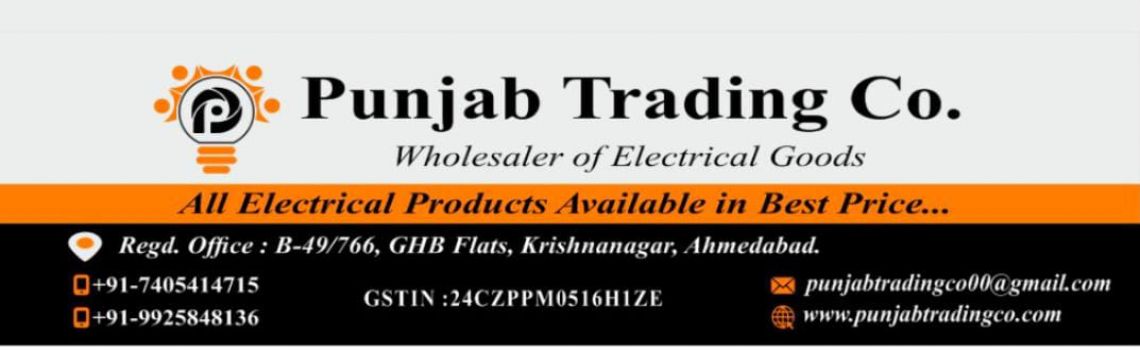 Punjab Trading Co.
Wholesaler of Electrical Goods
All Electrical Products Available in Best Price...
Regd. Office : B-49/766, GHB Flats, Krishnanagar, Ahmedabad.
+91-7405414715
+91-9925848136
GSTIN :24CZPPM0516H1ZE
punjabtradingco00@gmail.com
www.punjabtradingco.com